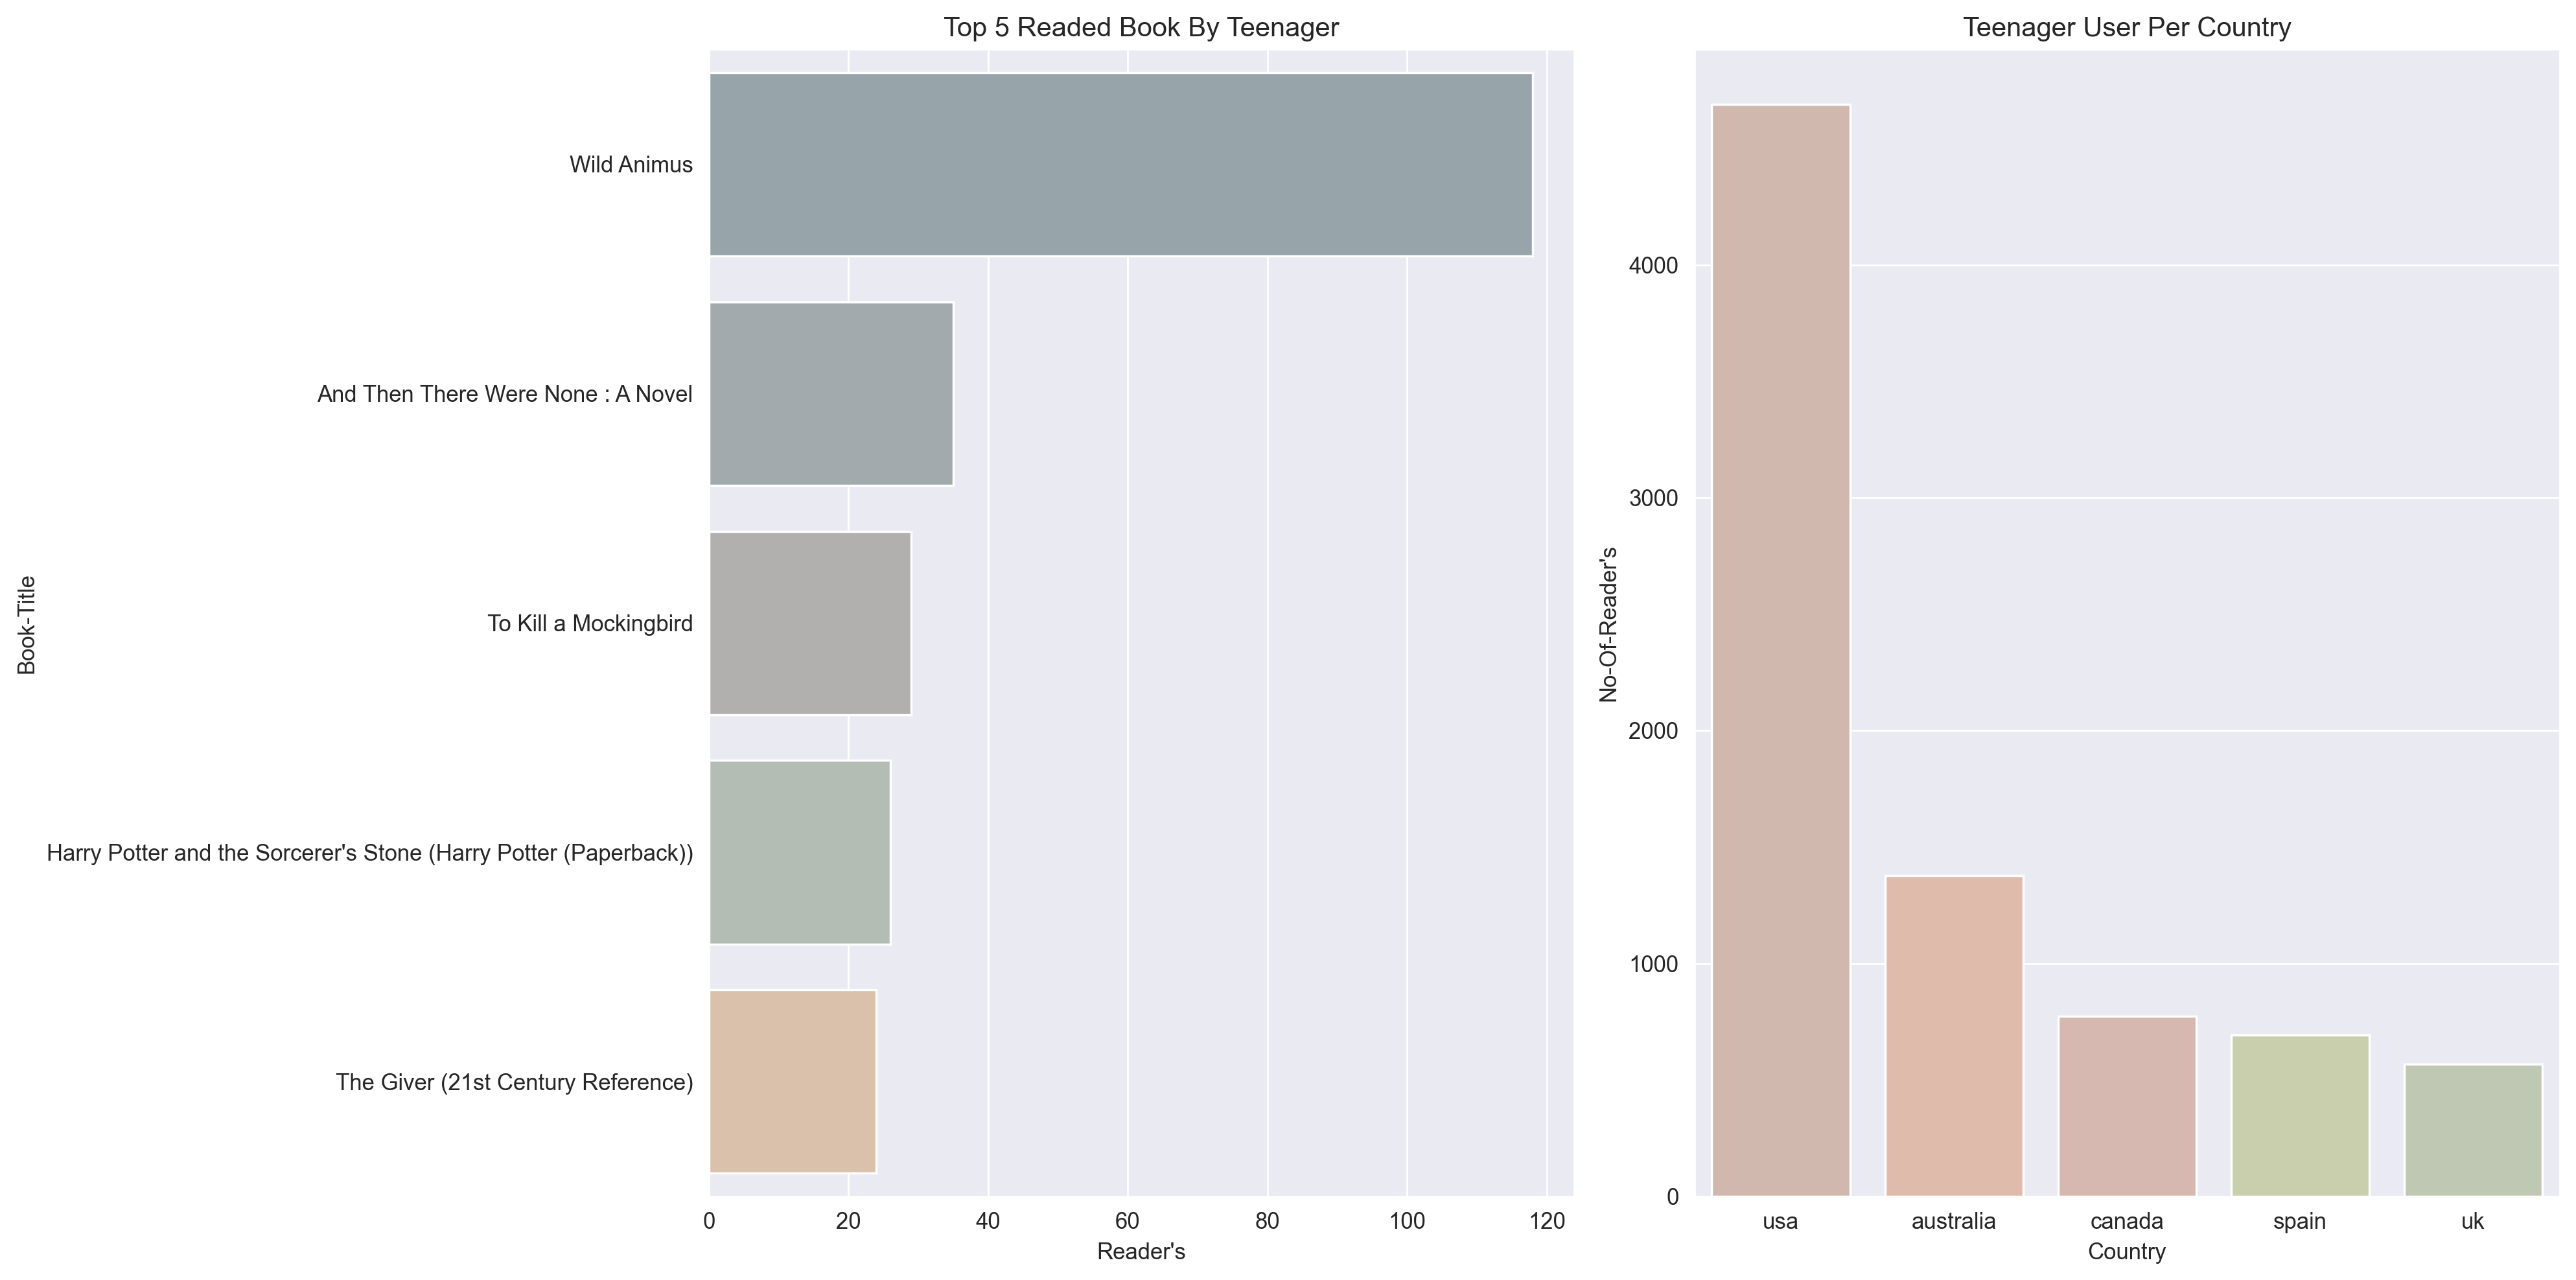 Top 5 Readed Book By Teenager
Book-Title
Wild Animus
And Then There Were None : A Novel
To Kill a Mockingbird
Harry Potter and the Sorcerer's Stone (Harry Potter (Paperback))
The Giver (21st Century Reference)
0 20 40 60 80 100 120
Reader's
Teenager User Per Country
No-Of-Reader's
4000
3000
2000
1000
0
usa australia canada spain uk
Country